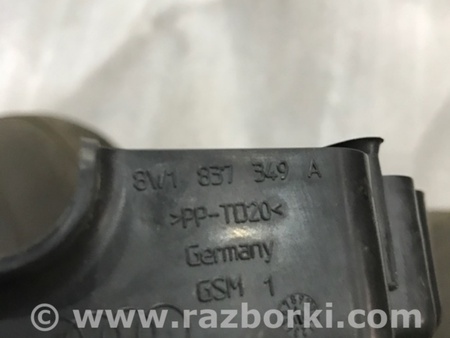 8W1 837 349 A
>PP-TD20<
Germany
GSM 1
© www.razborki.com